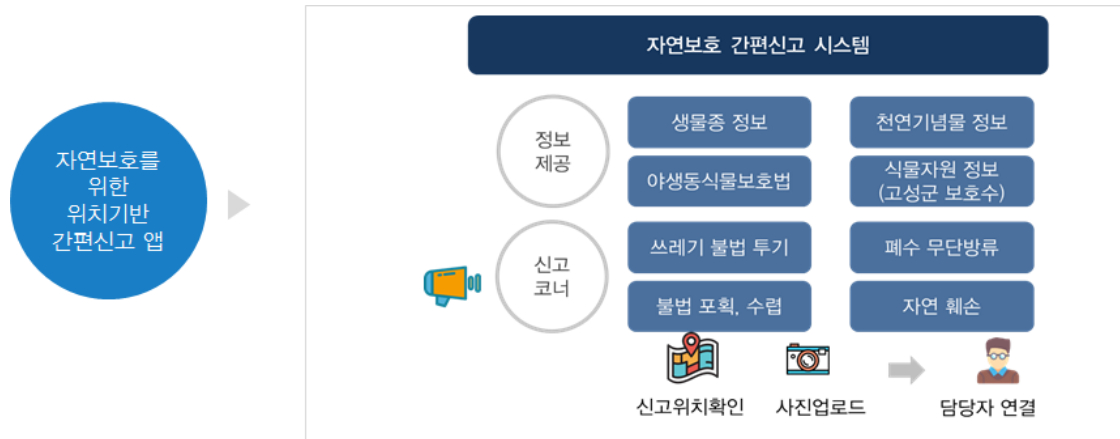 자연보호 간편신고 시스템
자연보호를
위한
위치기반
간편신고 앱
정보
제공
생물종 정보
천연기념물 정보
야생동식물보호법
식물자원 정보
(고성군 보호수)
신고
코너
쓰레기 불법 투기
폐수 무단방류
불법 포획, 수렵
자연 훼손
신고위치확인
사진업로드
담당자 연결